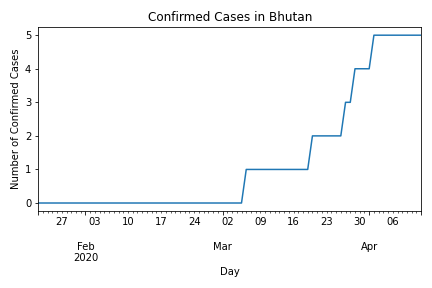 Confirmed Cases in Bhutan
5
4
3
2
1
0
Number of Confirmed Cases
27 03 10 17 24 02 09 16 23 30 06
Feb Mar Apr
2020
Day